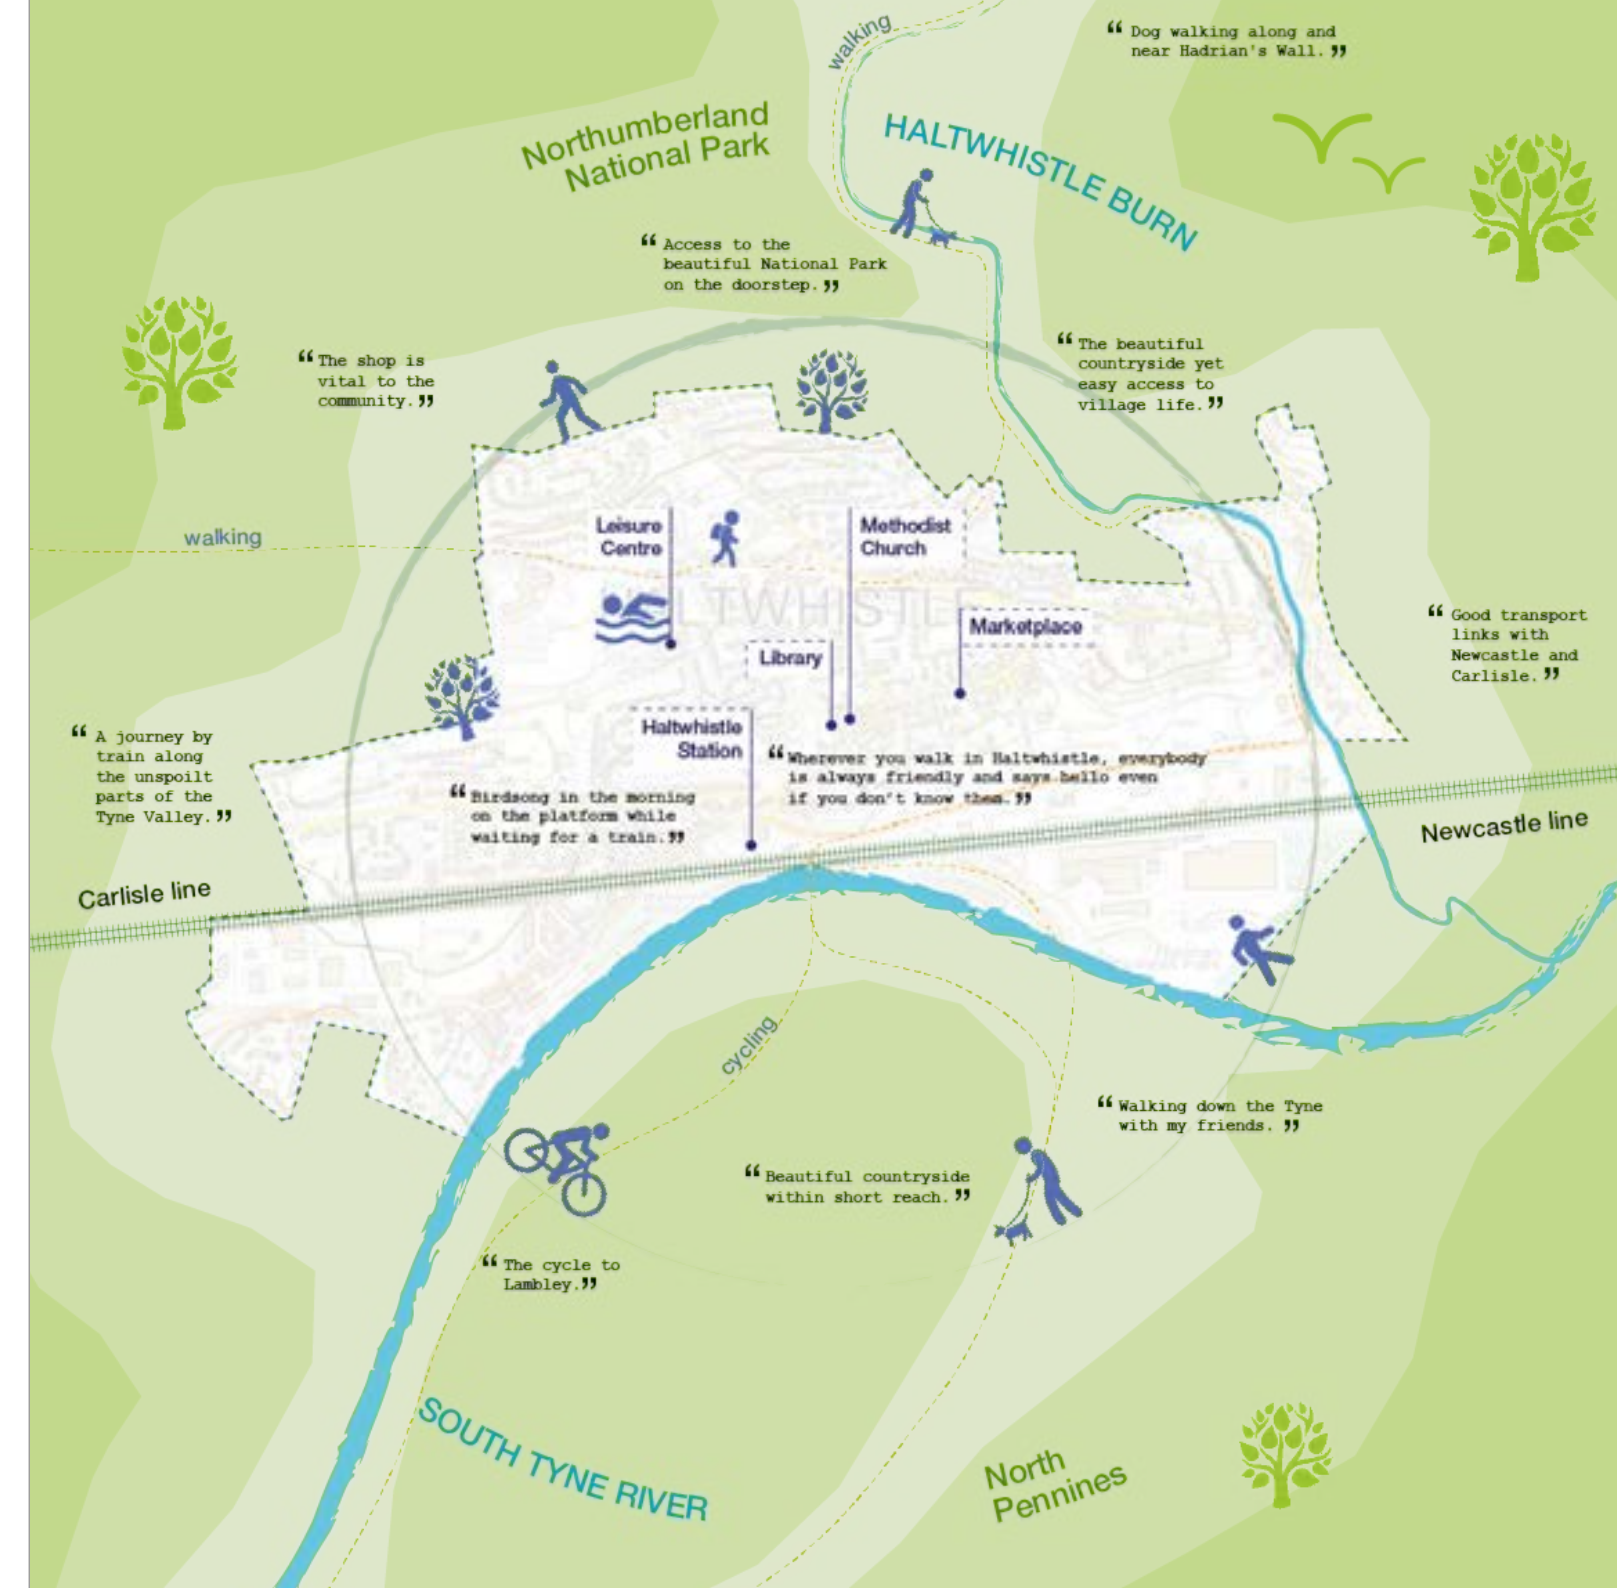 walking
“ Dog walking along and
near Hadrian's Wall. ”
Northumberland
National Park
HALTWHISTLE BURN
“ Access to the
beautiful National Park
on the doorstep. ”
“ The shop is
vital to the
community. ”
“ The beautiful
countryside yet
easy access to
village life. ”
walking
Leisure
Centre
Methodist
Church
LTWHISTLE
Marketplace
Library
“ Good transport
links with
Newcastle and
Carlisle. ”
Haltwhistle
Station
“ A journey by
train along
the unspoilt
parts of the
Tyne Valley. ”
“ Wherever you walk in Haltwhistle, everybody
is always friendly and says hello even
if you don't know them. ”
“ Birdsong in the morning
on the platform while
waiting for a train. ”
Newcastle line
Carlisle line
cycling
“ Walking down the Tyne
with my friends. ”
“ Beautiful countryside
within short reach. ”
“ The cycle to
Lambley. ”
SOUTH TYNE RIVER
North
Pennines